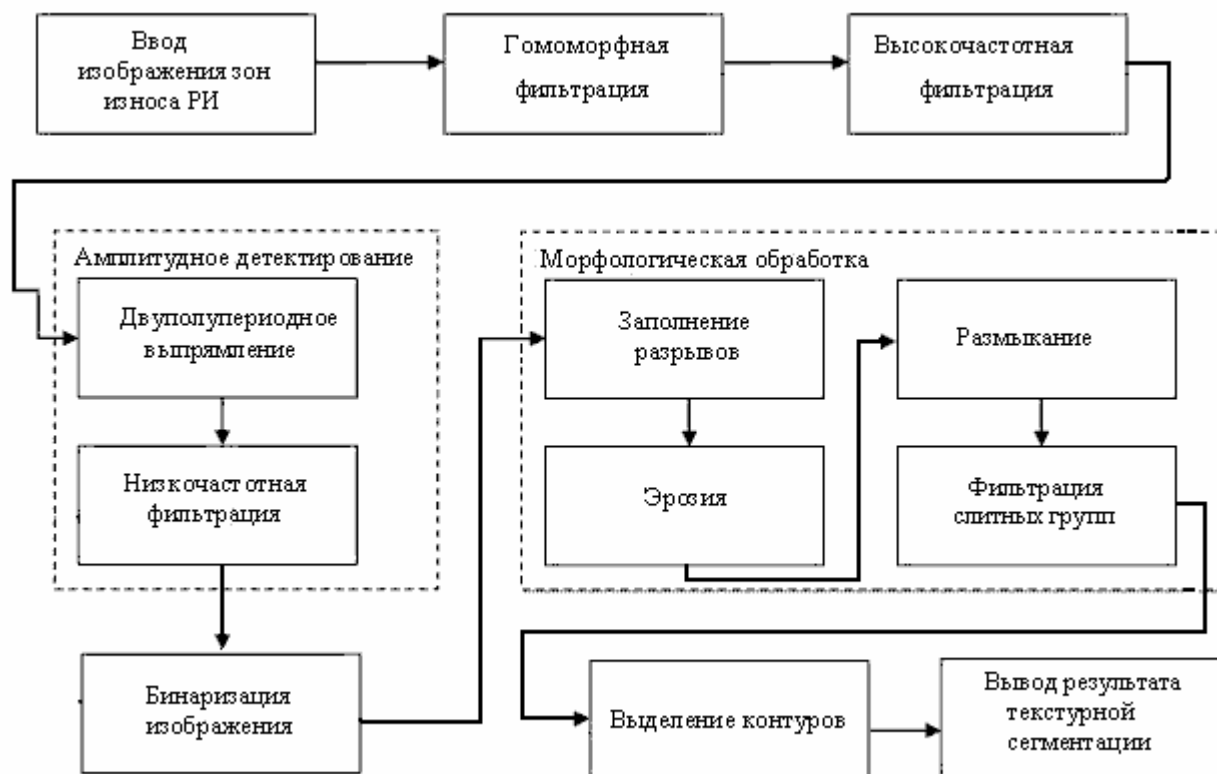 Ввод
изображения зон
износа РИ
Гомоморфная
фильтрация
Высокочастотная
фильтрация
Амплитудное детектирование
Двуполупериодное
выпрямление
Низкочастотная
фильтрация
Бинаризация
изображения
Морфологическая обработка
Заполнение
разрывов
Эрозия
Размыкание
Фильтрация
слитных групп
Выделение контуров
Вывод результата
текстурной
сегментации